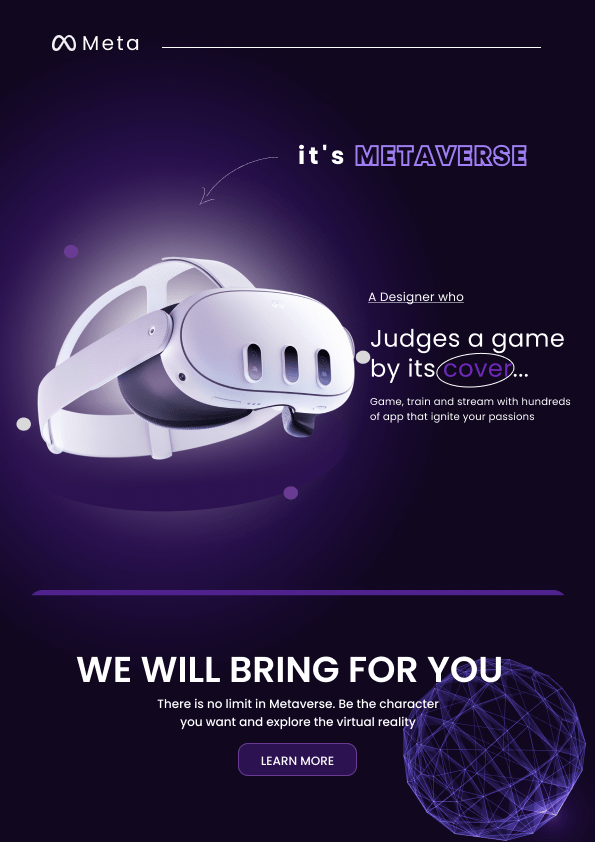 Meta
it's METAVERSE
A Designer who
Judges a game
by its cover...
Game, train and stream with hundreds
of app that ignite your passions
WE WILL BRING FOR YOU
There is no limit in Metaverse. Be the character
you want and explore the virtual reality
LEARN MORE